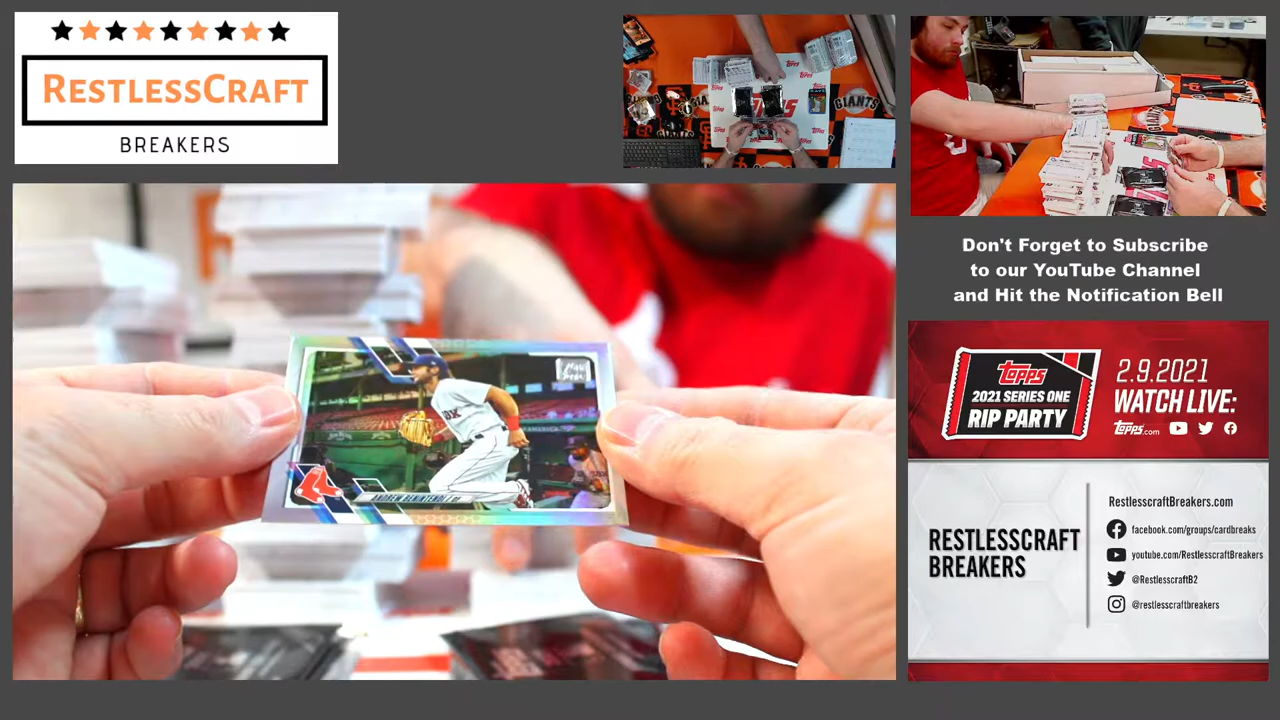 RESTLESSCRAFT
BREAKERS
GIANTS
Don't Forget to Subscribe
to our YouTube Channel
and Hit the Notification Bell
ANDREW BENINTENDI
TOPPS
2021 SERIES ONE
RIP PARTY
2.9.2021
WATCH LIVE:
Topps.com
RESTLESSCRAFT
BREAKERS
RestlesscraftBreakers.com
facebook.com/groups/cardbreaks
youtube.com/RestlesscraftBreakers
@RestlesscraftB2
@restlesscraftbreakers